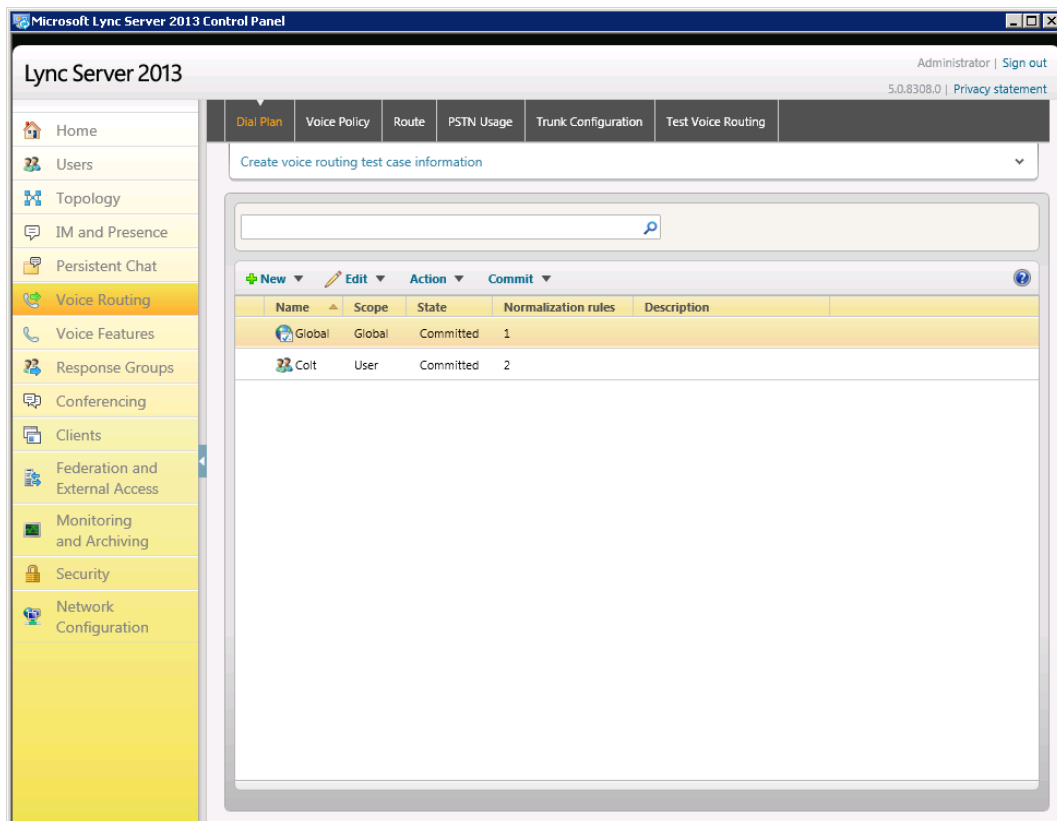 Microsoft Lync Server 2013 Control Panel
Lync Server 2013
Administrator | Sign out
5.0.8308.0 | Privacy statement
Home
Users
Topology
IM and Presence
Persistent Chat
Voice Routing
Voice Features
Response Groups
Conferencing
Clients
Federation and
External Access
Monitoring
and Archiving
Security
Network
Configuration
Dial Plan Voice Policy Route PSTN Usage Trunk Configuration Test Voice Routing
Create voice routing test case information
New Edit Action Commit
Name Scope State Normalization rules Description
Global Global Committed 1
Colt User Committed 2